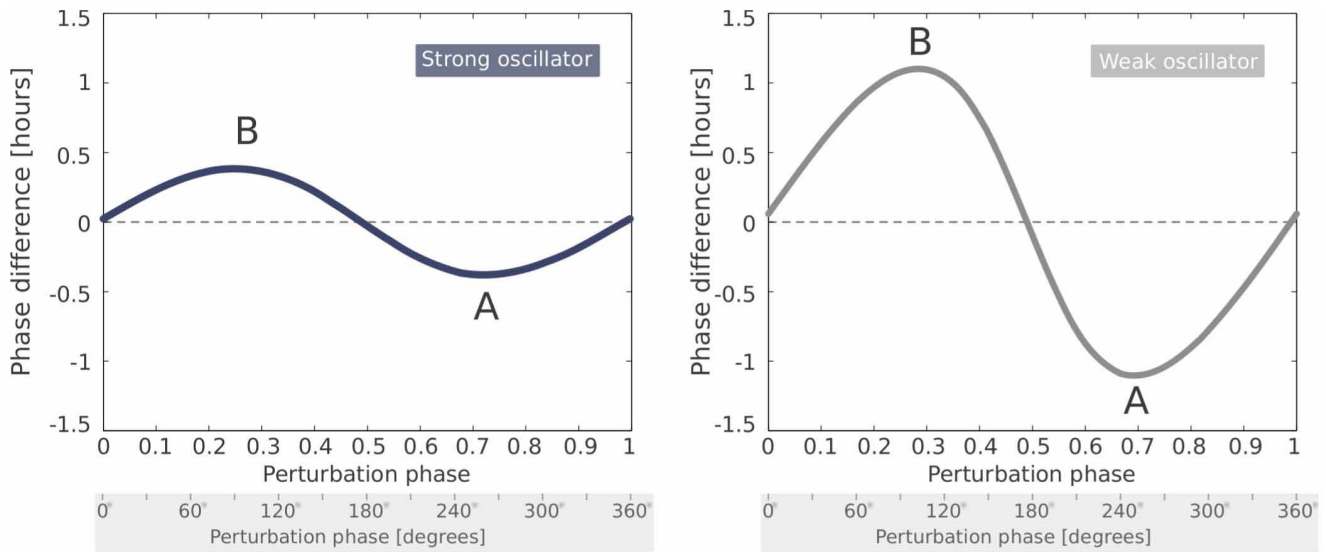 Strong oscillator
B
A
Phase difference [hours]
1.5
1
0.5
0
-0.5
-1
-1.5
0 0.1 0.2 0.3 0.4 0.5 0.6 0.7 0.8 0.9 1
Perturbation phase
0° 60° 120° 180° 240° 300° 360°
Perturbation phase [degrees]
Weak oscillator
B
A
Phase difference [hours]
1.5
1
0.5
0
-0.5
-1
-1.5
0 0.1 0.2 0.3 0.4 0.5 0.6 0.7 0.8 0.9 1
Perturbation phase
0° 60° 120° 180° 240° 300° 360°
Perturbation phase [degrees]